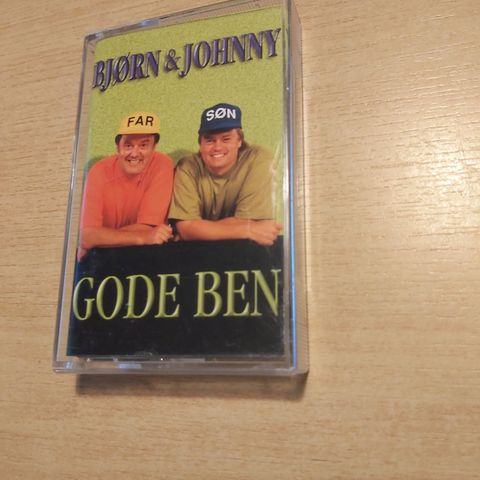 BJØRN & JOHNNY
FAR
SØN
GODE BEN